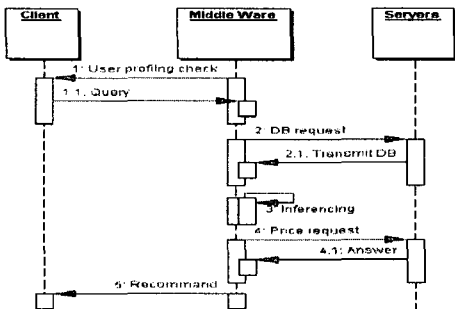 Client
Middle Ware
Servers
1: User profiling check
1.1: Query
2: DB request
2.1: Transmit DB
3: Inferencing
4: Price request
4.1: Answer
5: Recommand